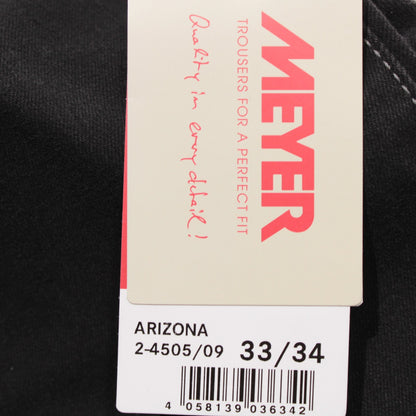 MEYER
TROUSERS FOR A PERFECT FIT
Quality in every detail!
ARIZONA
2-4505/09 33/34
4 058139 036342